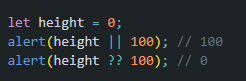 let height = 0;
alert(height || 100); // 100
alert(height ?? 100); // 0